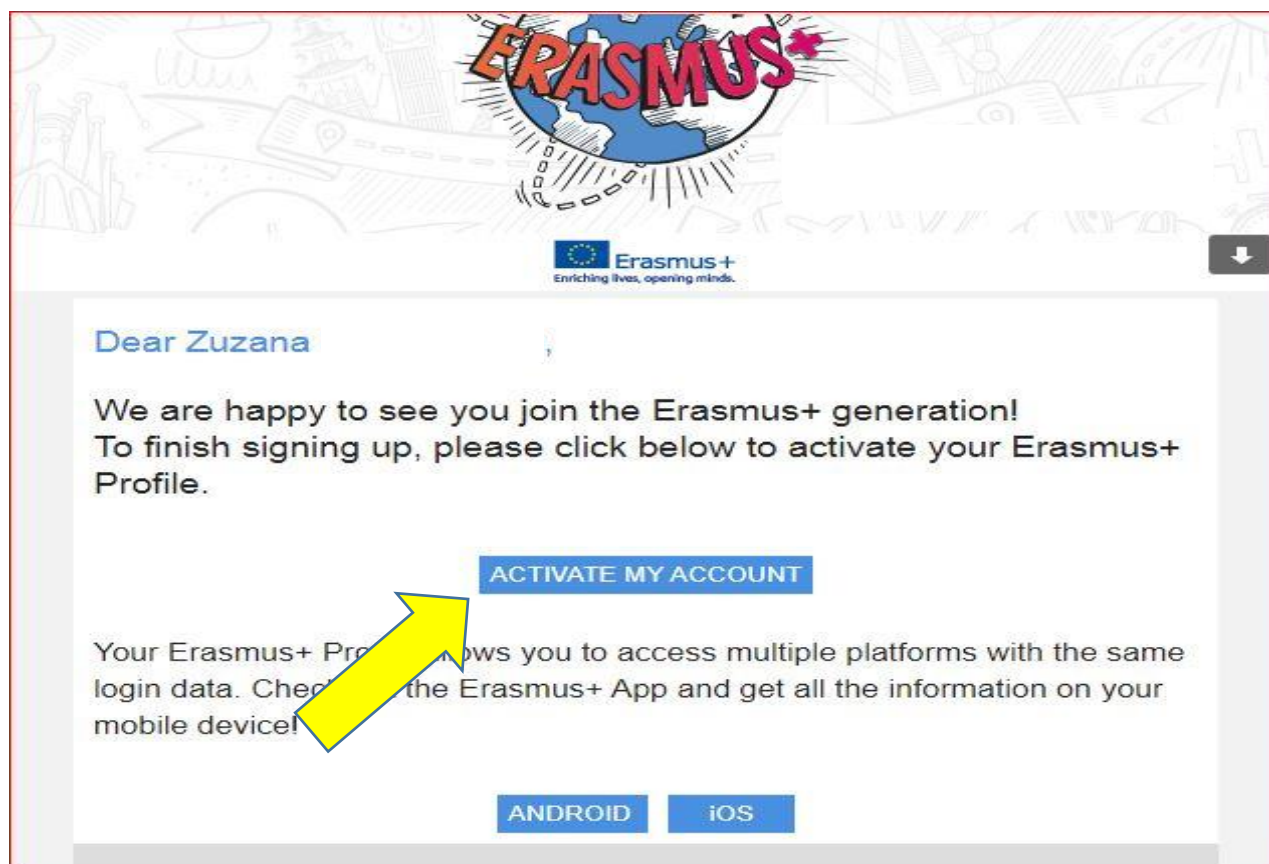 ERASMUS+
Erasmus+
Enriching lives, opening minds.
Dear Zuzana ,
We are happy to see you join the Erasmus+ generation!
To finish signing up, please click below to activate your Erasmus+
Profile.
ACTIVATE MY ACCOUNT
Your Erasmus+ you to access multiple platforms with the same
login data. the Erasmus+ App and get all the information on your
mobile device!
ANDROID iOS